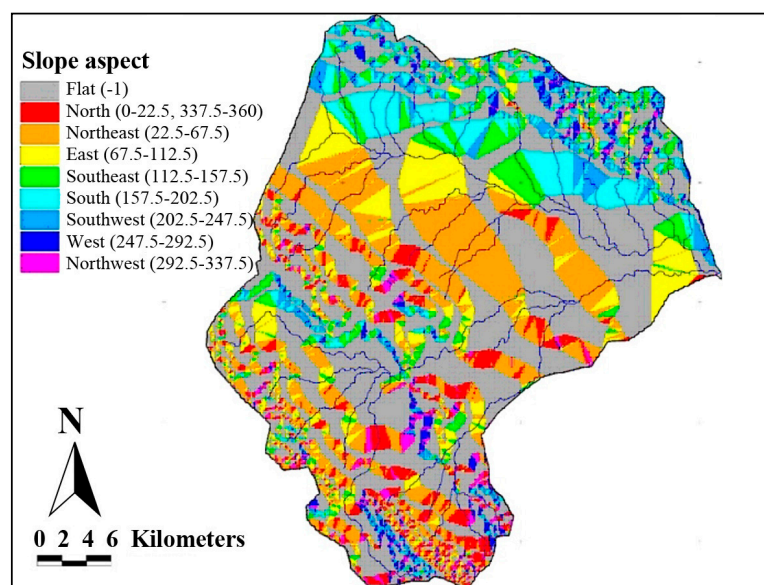 Slope aspect
Flat (-1)
North (0-22.5, 337.5-360)
Northeast (22.5-67.5)
East (67.5-112.5)
Southeast (112.5-157.5)
South (157.5-202.5)
Southwest (202.5-247.5)
West (247.5-292.5)
Northwest (292.5-337.5)
N
0 2 4 6 Kilometers